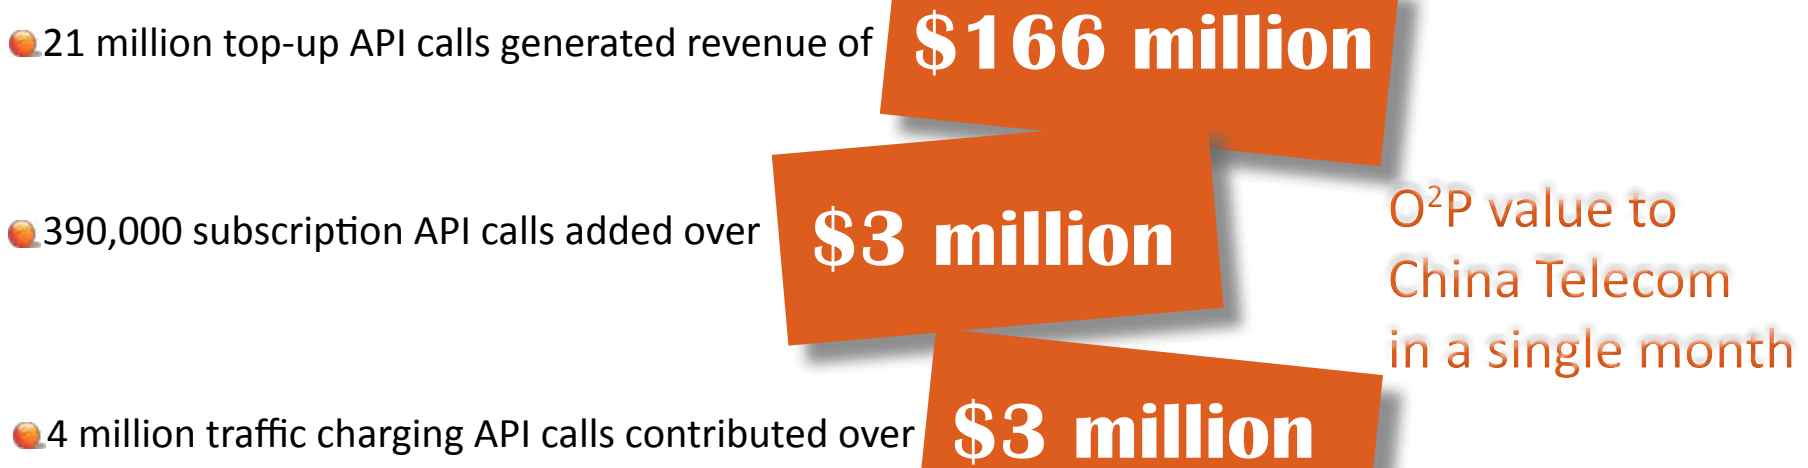 21 million top-up API calls generated revenue of $166 million
390,000 subscription API calls added over $3 million
4 million traffic charging API calls contributed over $3 million
O²P value to
China Telecom
in a single month